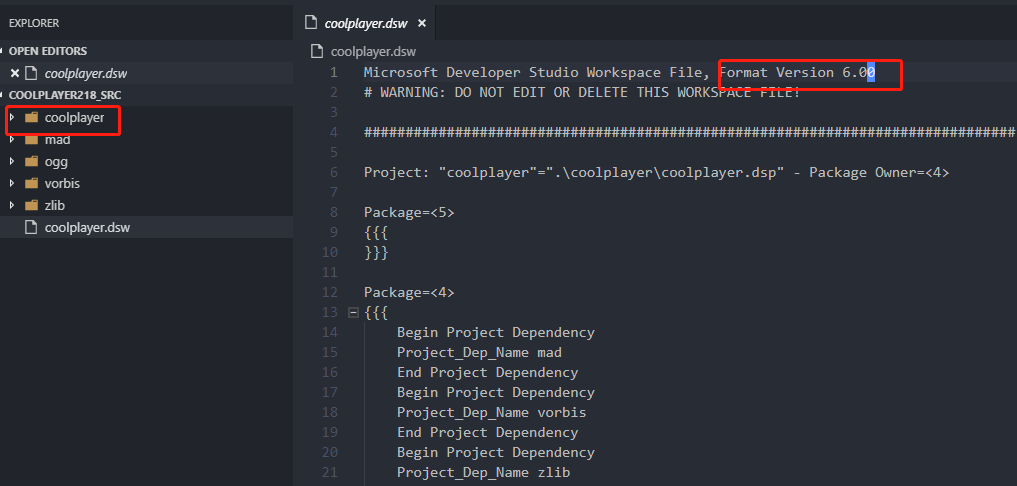 EXPLORER
OPEN EDITORS
coolplayer.dsw
COOLPLAYER218_SRC
coolplayer
mad
ogg
vorbis
zlib
coolplayer.dsw
coolplayer.dsw
coolplayer.dsw
1 Microsoft Developer Studio Workspace File, Format Version 6.00
2 # WARNING: DO NOT EDIT OR DELETE THIS WORKSPACE FILE!
3
4 ###############################################################################
5
6 Project: "coolplayer"=".\coolplayer\coolplayer.dsp" - Package Owner=<4>
7
8 Package=<5>
9 {{{
10 }}}
11
12 Package=<4>
13 {{{
14 Begin Project Dependency
15 Project_Dep_Name mad
16 End Project Dependency
17 Begin Project Dependency
18 Project_Dep_Name vorbis
19 End Project Dependency
20 Begin Project Dependency
21 Project_Dep_Name zlib